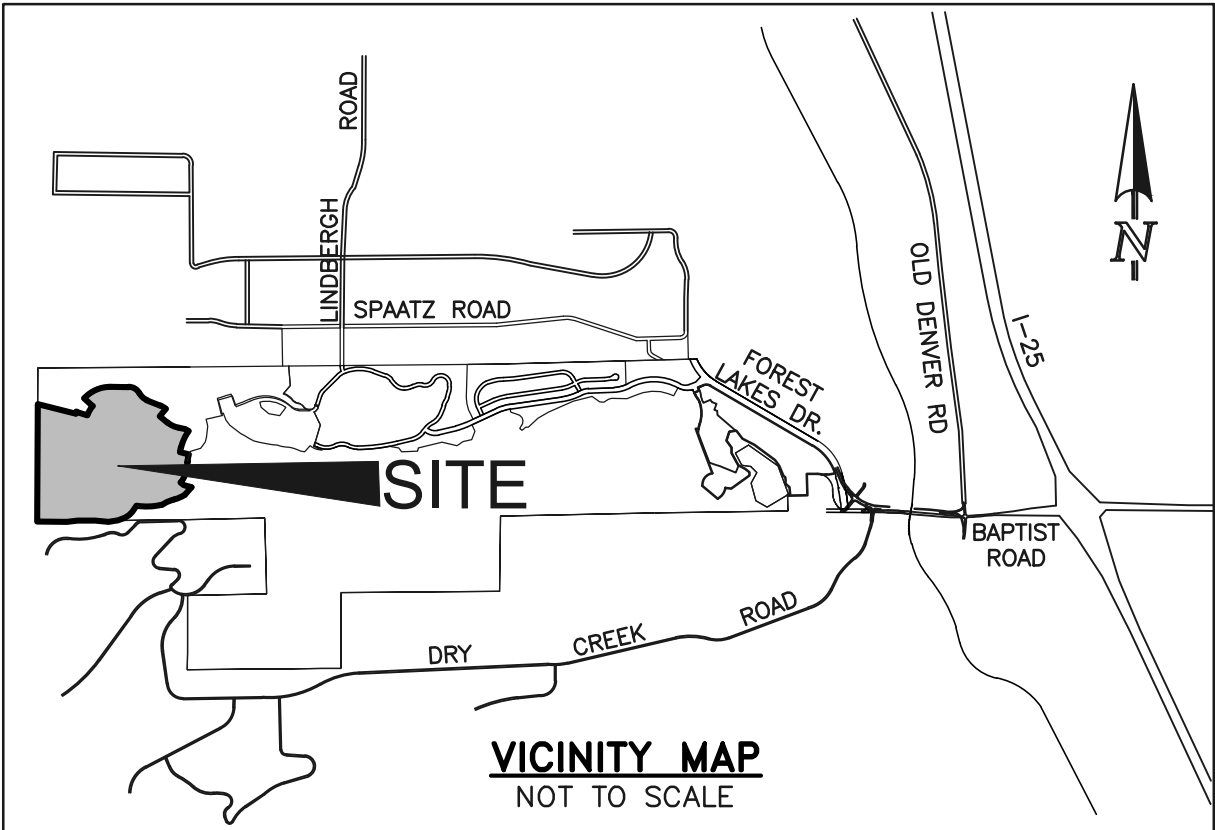 LINDBERGH ROAD
SPAATZ ROAD
FOREST
LAKES DR.
OLD DENVER RD
I-25
N
SITE
BAPTIST
ROAD
DRY CREEK ROAD
VICINITY MAP
NOT TO SCALE